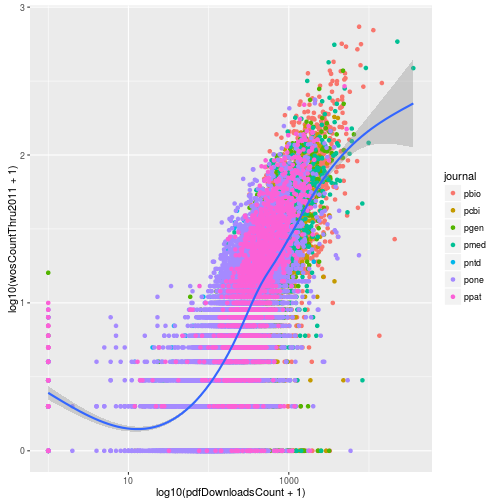 3
2
1
0
10
1000
log10(wosCountThru2011 + 1)
log10(pdfDownloadsCount + 1)
journal
pbio
pcbi
pgen
pmed
pntd
pone
ppat